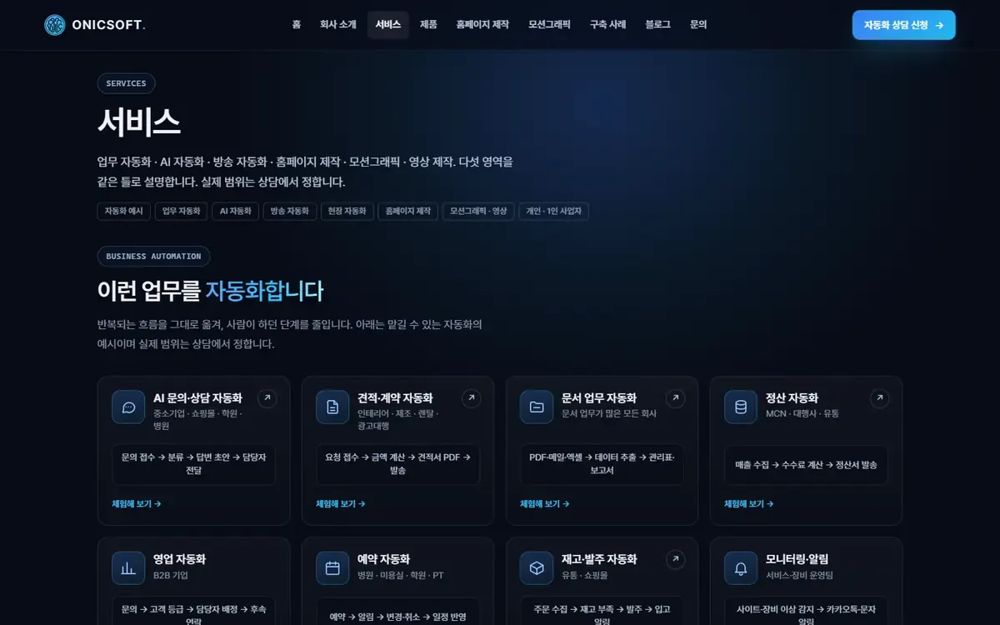 ONICSOFT.
홈
회사 소개
서비스
제품
홈페이지 제작
모션그래픽
구축 사례
블로그
문의
자동화 상담 신청 →
SERVICES
서비스
업무 자동화 · AI 자동화 · 방송 자동화 · 홈페이지 제작 · 모션그래픽 · 영상 제작. 다섯 영역을
같은 틀로 설명합니다. 실제 범위는 상담에서 정합니다.
자동화 예시
업무 자동화
AI 자동화
방송 자동화
현장 자동화
홈페이지 제작
모션그래픽 · 영상
개인 · 1인 사업자
BUSINESS AUTOMATION
이런 업무를 자동화합니다
반복되는 흐름을 그대로 옮겨, 사람이 하던 단계를 줄입니다. 아래는 맡길 수 있는 자동화의
예시이며 실제 범위는 상담에서 정합니다.
AI 문의·상담 자동화
중소기업 · 쇼핑몰 · 학원 ·
병원
문의 접수 → 분류 → 답변 초안 → 담당자
전달
체험해 보기 →
견적·계약 자동화
인테리어 · 제조 · 렌탈 ·
광고대행
요청 접수 → 금액 계산 → 견적서 PDF →
발송
체험해 보기 →
문서 업무 자동화
문서 업무가 많은 모든 회사
PDF·메일·엑셀 → 데이터 추출 → 관리표·
보고서
체험해 보기 →
정산 자동화
MCN · 대행사 · 유통
매출 수집 → 수수료 계산 → 정산서 발송
체험해 보기 →
영업 자동화
B2B 기업
문의 → 고객 등급 → 담당자 배정 → 후속
연락
예약 자동화
병원 · 미용실 · 학원 · PT
예약 → 알림 → 변경·취소 → 일정 반영
재고·발주 자동화
유통 · 쇼핑몰
주문 수집 → 재고 부족 → 발주 → 입고
알림
모니터링·알림
서비스·장비 운영팀
사이트·장비 이상 감지 → 카카오톡·문자
알림